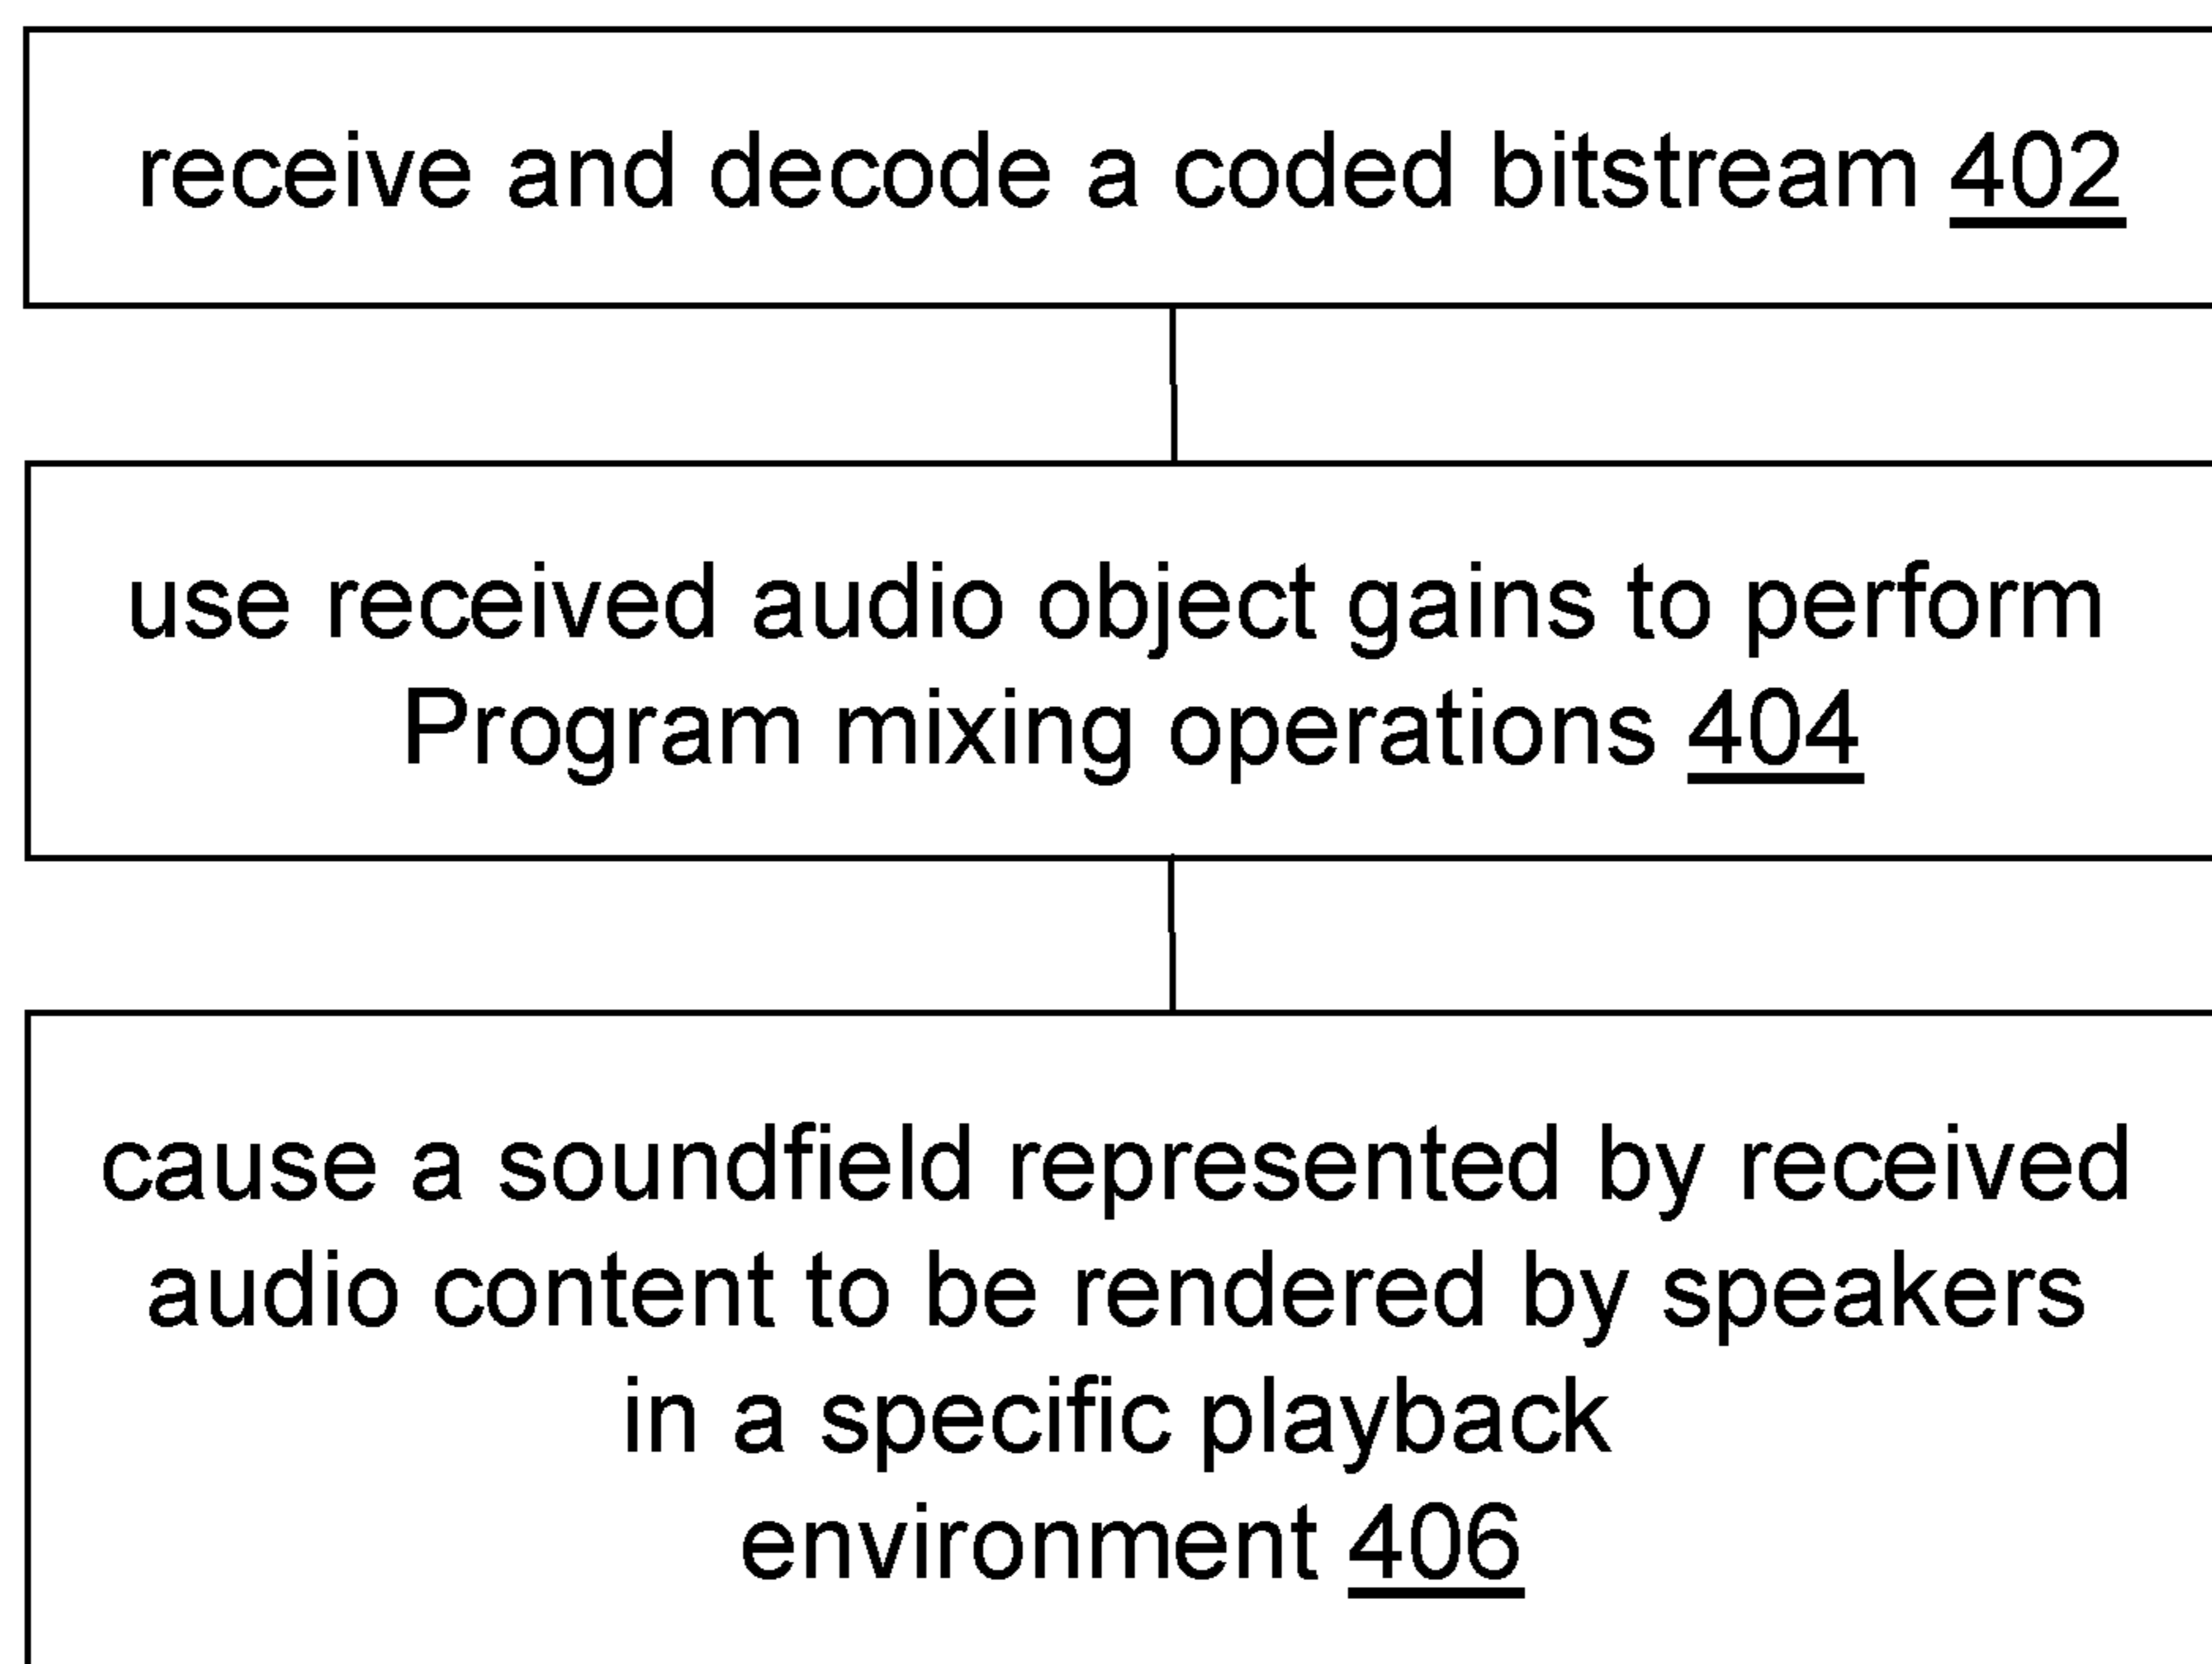 receive and decode a coded bitstream 402
use received audio object gains to perform
Program mixing operations 404
cause a soundfield represented by received
audio content to be rendered by speakers
in a specific playback
environment 406